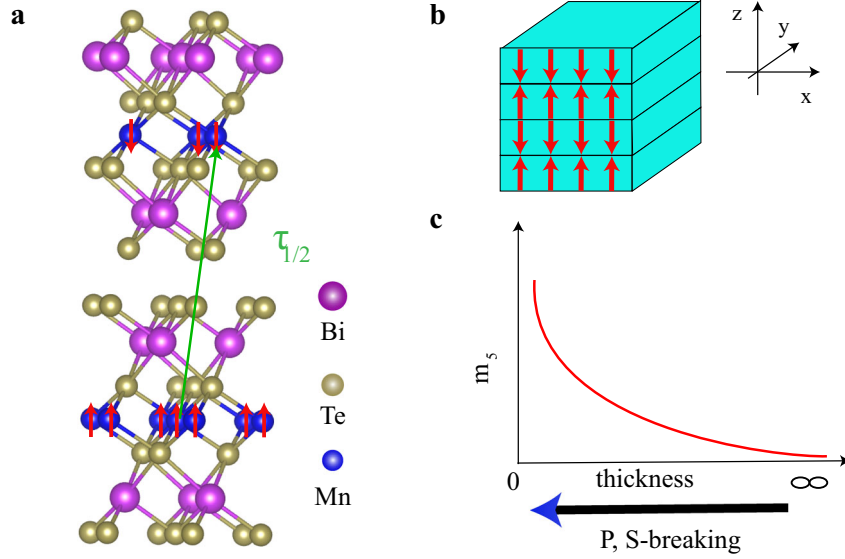 a
τ1/2
Bi
Te
Mn
b
z
y
x
c
m5
0
thickness
∞
P, S-breaking